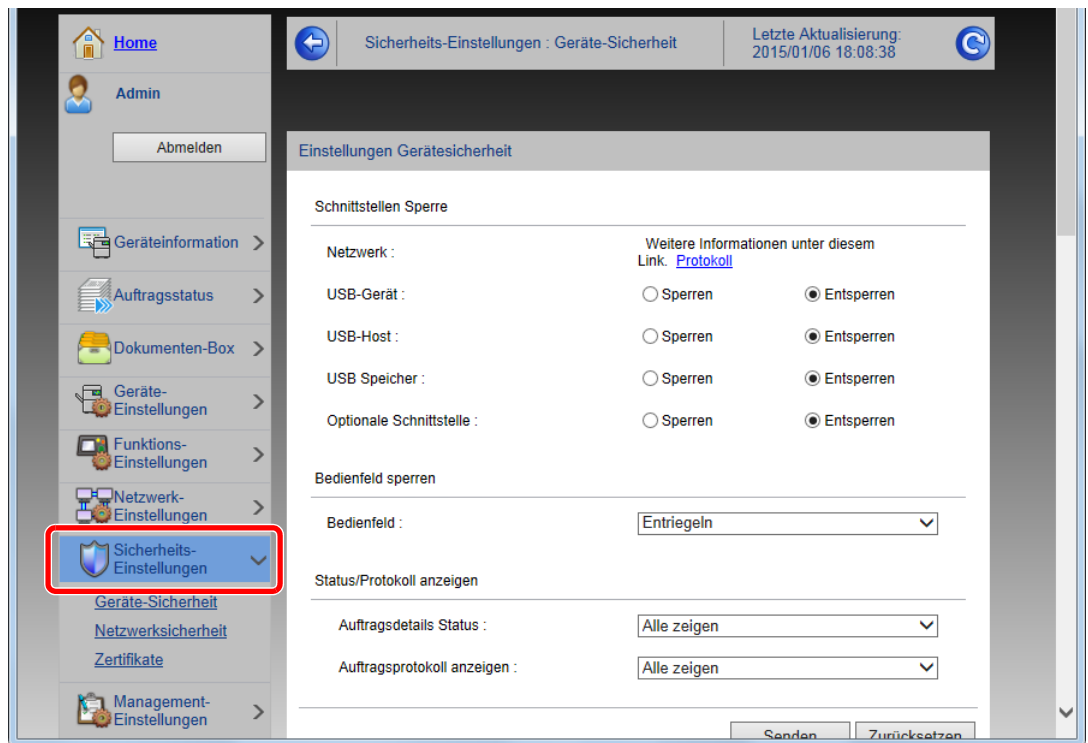 Home
Admin
Abmelden
Geräteinformation
Auftragsstatus
Dokumenten-Box
Geräte-
Einstellungen
Funktions-
Einstellungen
Netzwerk-
Einstellungen
Sicherheits-
Einstellungen
Geräte-Sicherheit
Netzwerksicherheit
Zertifikate
Management-
Einstellungen
Sicherheits-Einstellungen : Geräte-Sicherheit
Letzte Aktualisierung:
2015/01/06 18:08:38
Einstellungen Gerätesicherheit
Schnittstellen Sperre
Netzwerk :
Weitere Informationen unter diesem
Link. Protokoll
USB-Gerät : Sperren Entsperren
USB-Host : Sperren Entsperren
USB Speicher : Sperren Entsperren
Optionale Schnittstelle : Sperren Entsperren
Bedienfeld sperren
Bedienfeld : Entriegeln
Status/Protokoll anzeigen
Auftragsdetails Status : Alle zeigen
Auftragsprotokoll anzeigen : Alle zeigen
Senden Zurücksetzen